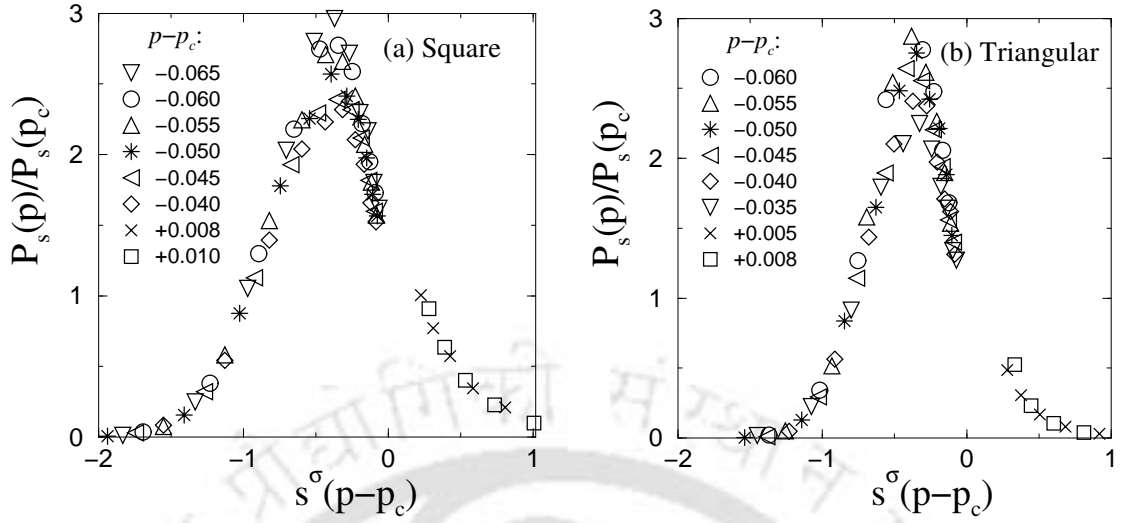 (a) Square
p−p_c:
▽ −0.065
○ −0.060
△ −0.055
✳ −0.050
◁ −0.045
◇ −0.040
× +0.008
□ +0.010
P_s(p)/P_s(p_c)
3
2
1
0
−2 −1 0 1
s^σ(p−p_c)
(b) Triangular
p−p_c:
○ −0.060
△ −0.055
✳ −0.050
◁ −0.045
◇ −0.040
▽ −0.035
× +0.005
□ +0.008
P_s(p)/P_s(p_c)
3
2
1
0
−2 −1 0 1
s^σ(p−p_c)